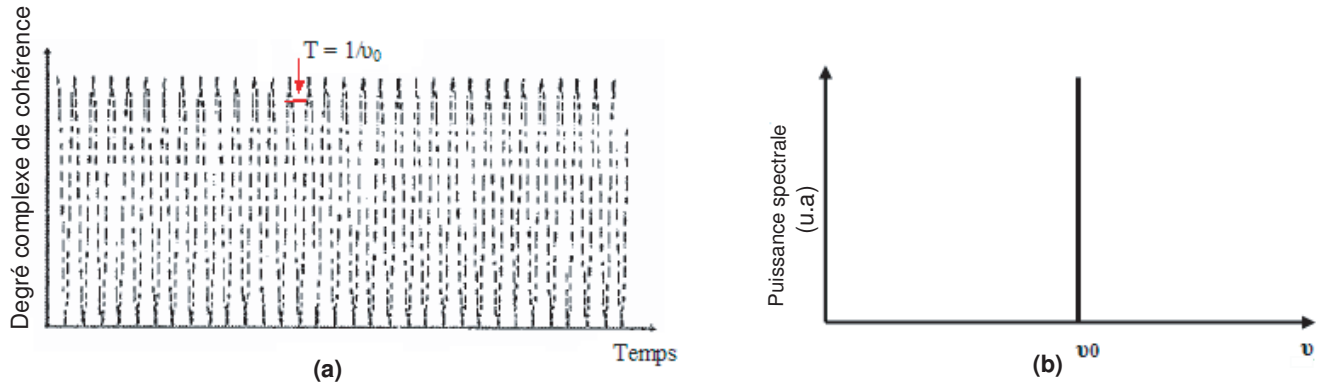 Degré complexe de cohérence
T = 1/υ₀
Temps
(a)
Puissance spectrale
(u.a)
υ0
υ
(b)